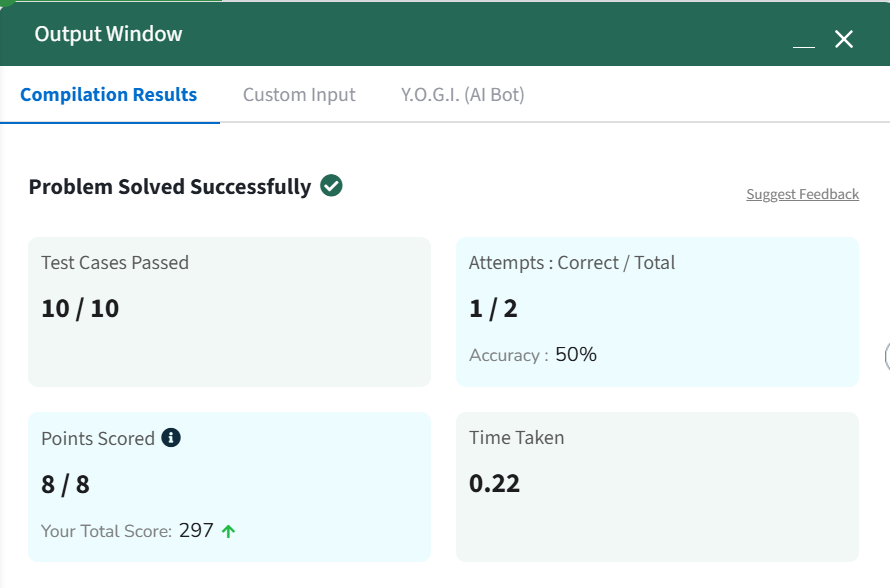 Output Window
Compilation Results
Custom Input
Y.O.G.I. (AI Bot)
Problem Solved Successfully
Suggest Feedback
Test Cases Passed
10 / 10
Attempts : Correct / Total
1 / 2
Accuracy : 50%
Points Scored
8 / 8
Your Total Score: 297
Time Taken
0.22